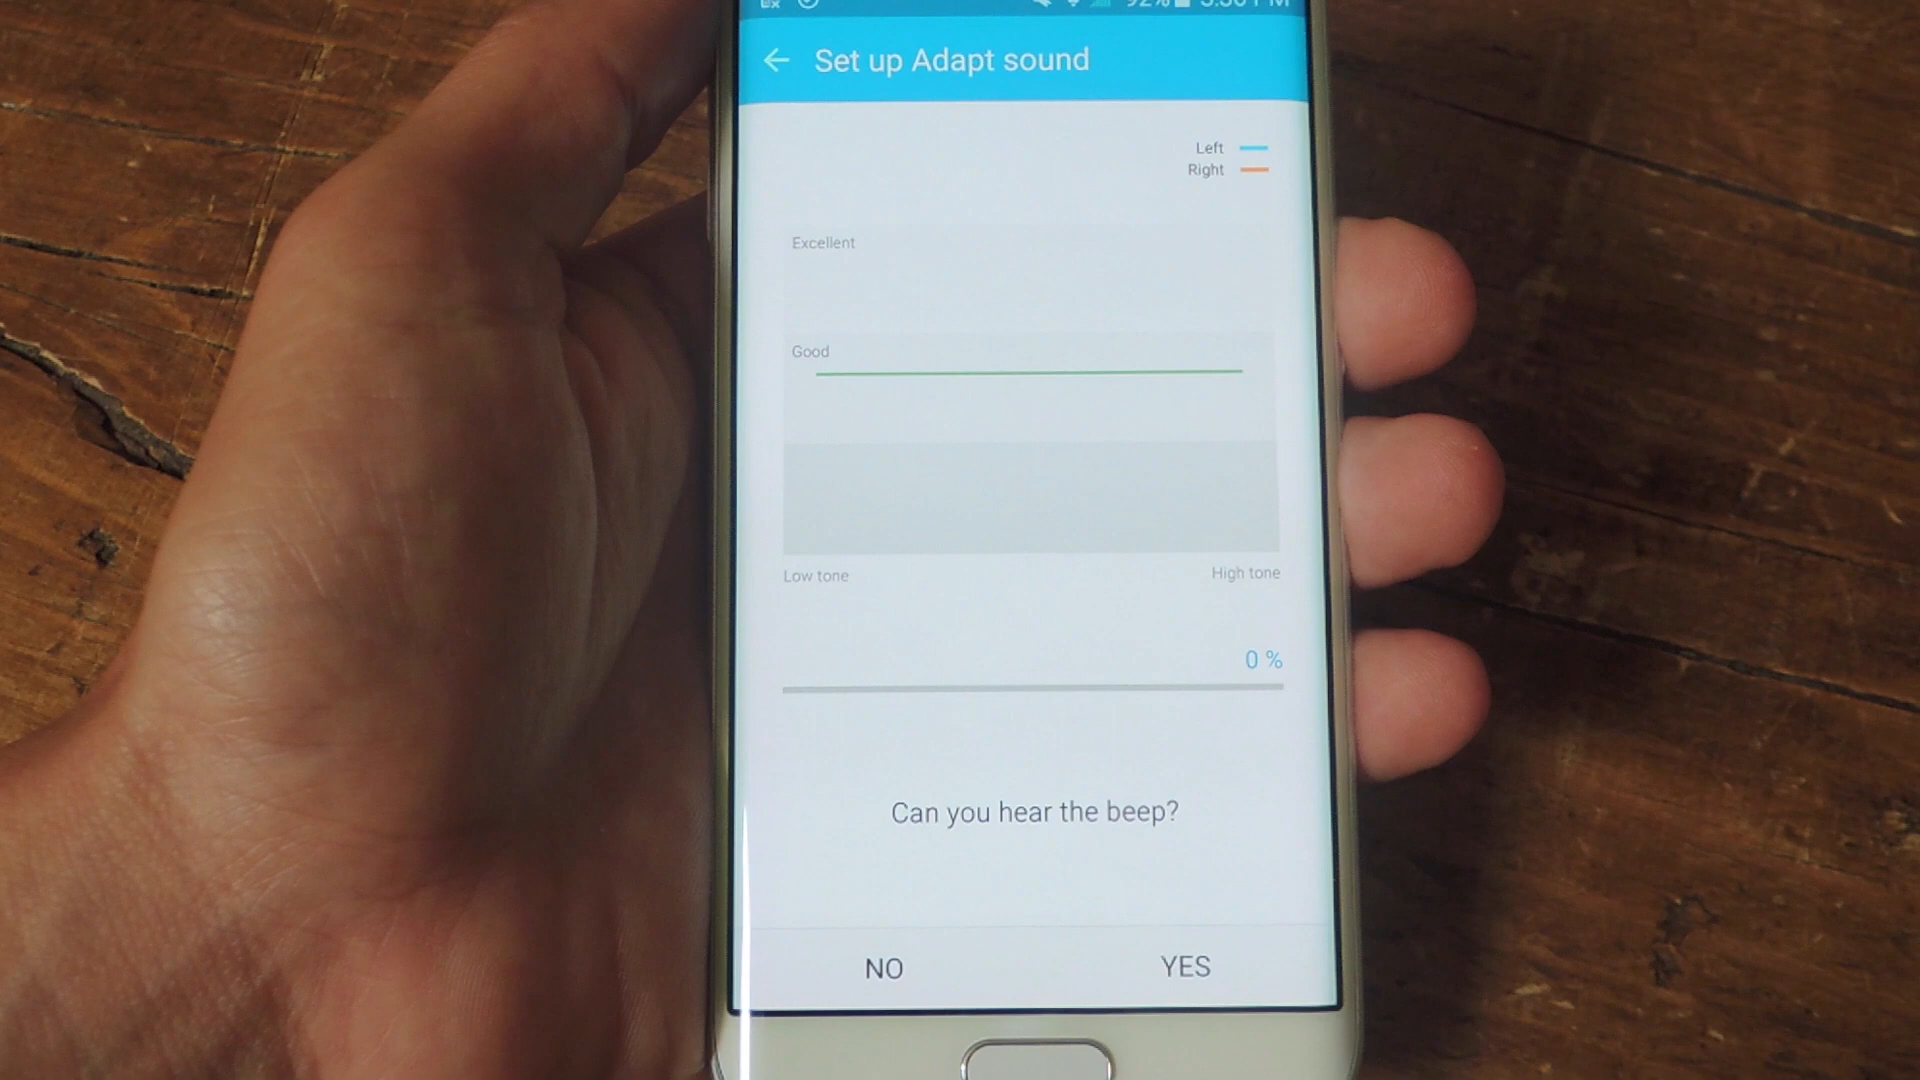 Set up Adapt sound
Left
Right
Excellent
Good
Low tone
High tone
0 %
Can you hear the beep?
NO
YES